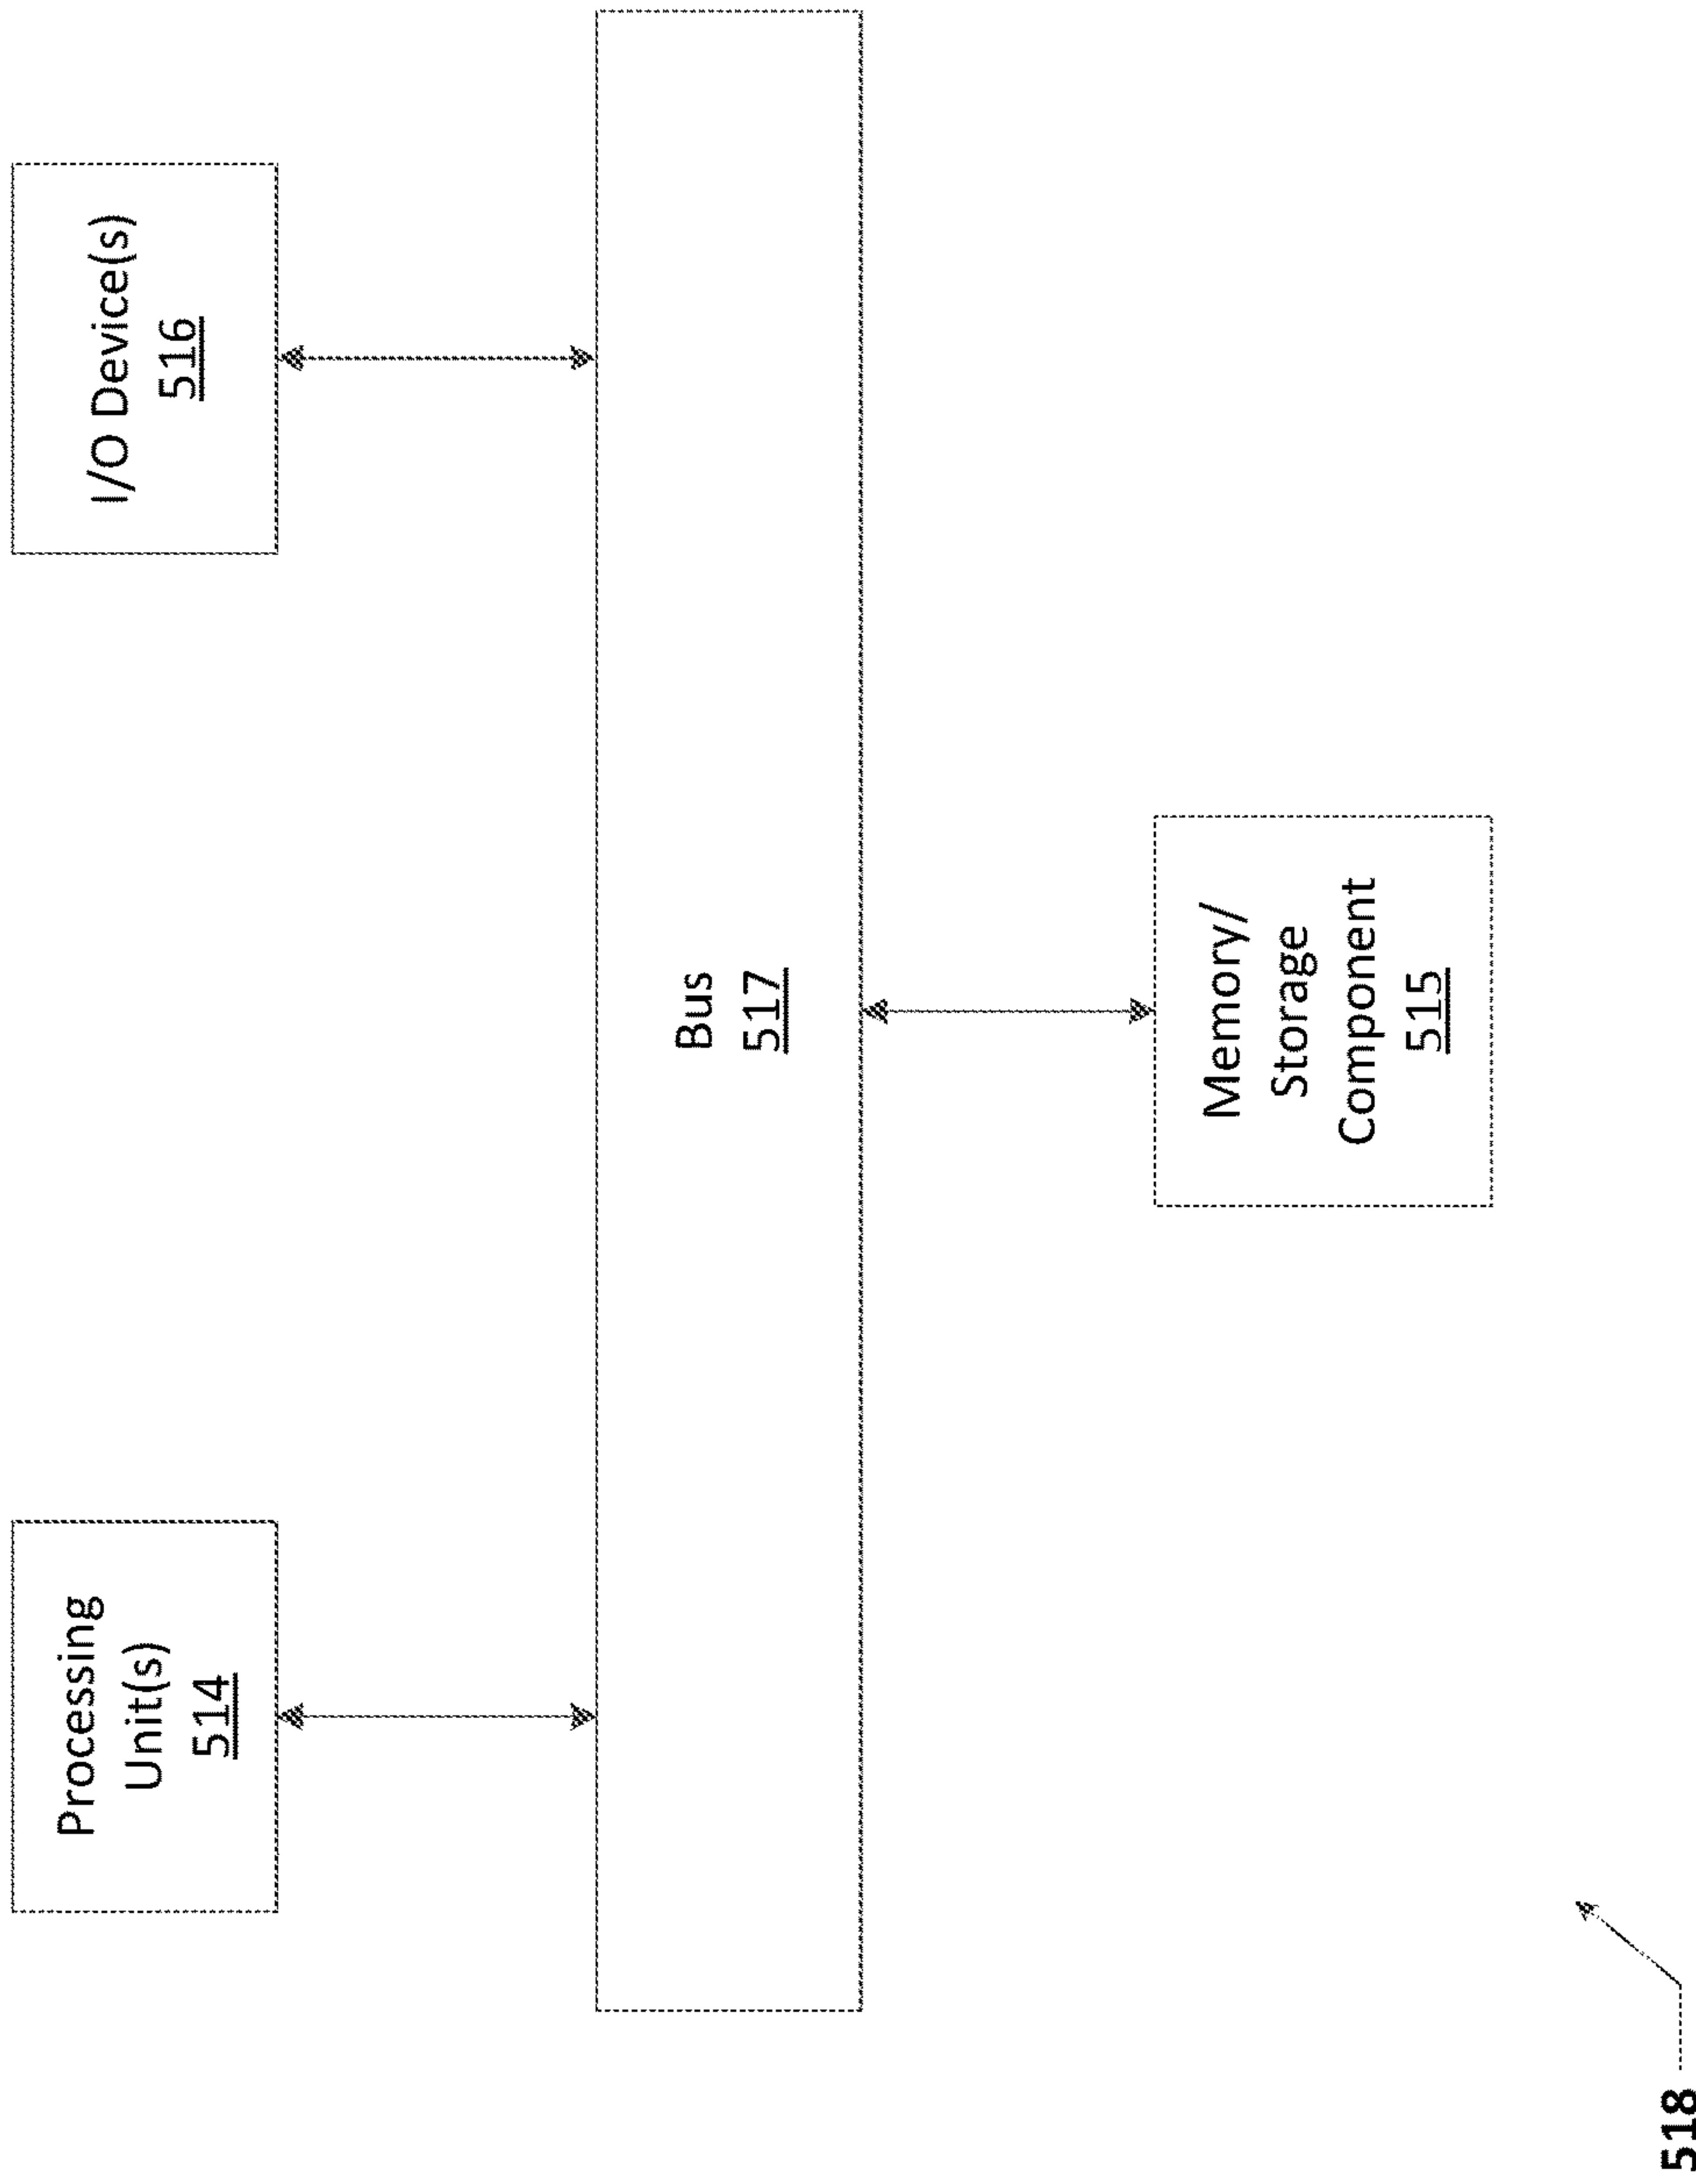 Processing
Unit(s)
514
I/O Device(s)
516
Bus
517
Memory/
Storage
Component
515
518